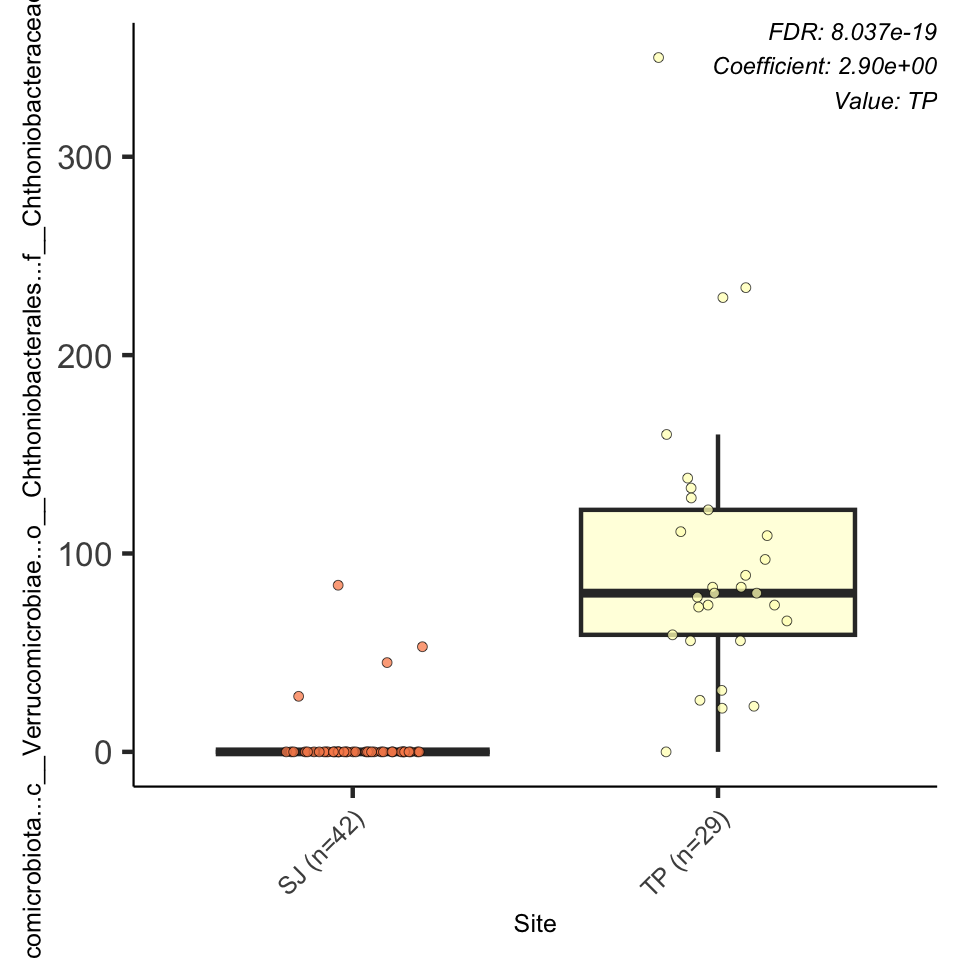 FDR: 8.037e-19
Coefficient: 2.90e+00
Value: TP
comicrobiota...c__Verrucomicrobiae...o__Chthoniobacterales...f__Chthoniobacteraceae
300
200
100
0
SJ (n=42)
TP (n=29)
Site